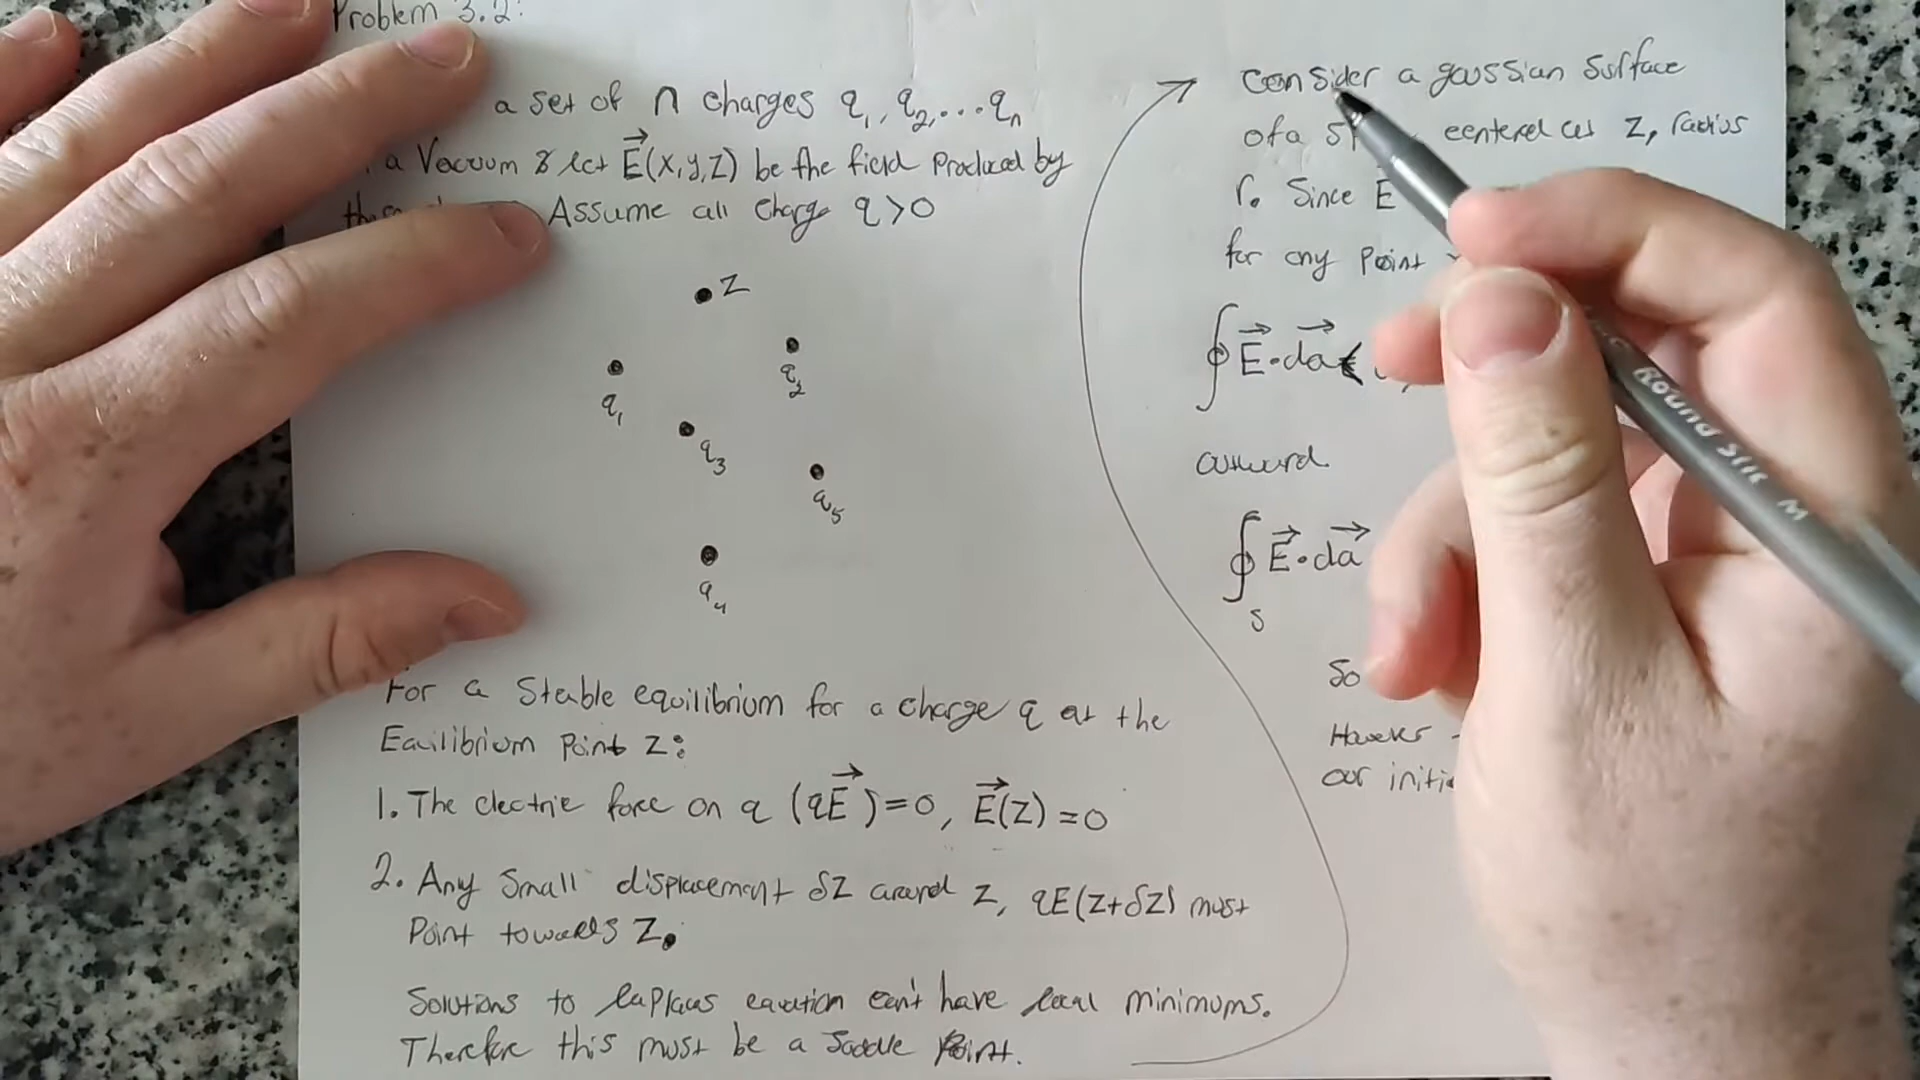 Problem 3.2:
a set of n charges q1, q2,... qn
a Vacuum & let E(x,y,z) be the field produced by
these Assume all charge q>0
Z
q1
q2
q3
q5
q4
For a Stable equilibrium for a charge q at the
Equilibrium Point Z:
1. The electric force on q (qE)=0, E(Z)=0
2. Any Small displacement δZ around Z, qE(Z+δZ) must
Point towards Z.
Solutions to laplaces equation can't have local minimums.
Therefore this must be a Saddle Point.
Consider a gaussian Surface
of a centered at Z, radius
r. Since E
for any Point
∮E•da<
outward.
∮E•da
S
So
However
our initi
Round Stic M